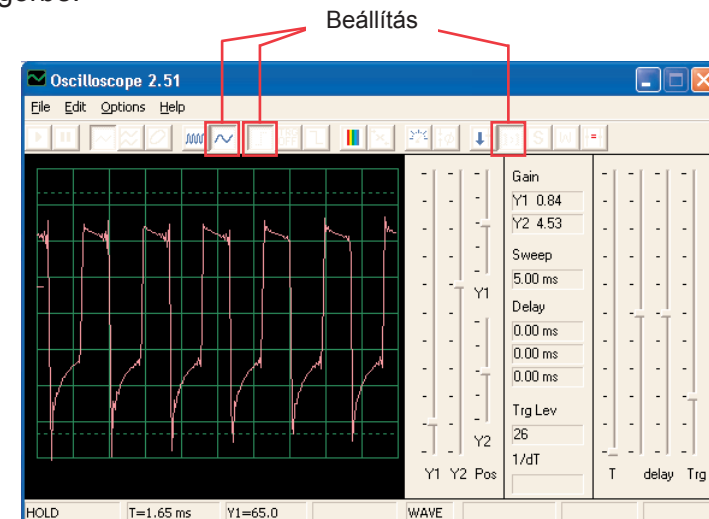 görbe.
Beállítás
Oscilloscope 2.51
File Edit Options Help
Gain
Y1 0.84
Y2 4.53
Sweep
5.00 ms
Y1
Delay
0.00 ms
0.00 ms
0.00 ms
Trg Lev
26
Y2
1/dT
Y1 Y2 Pos
T delay Trg
HOLD T=1.65 ms Y1=65.0 WAVE